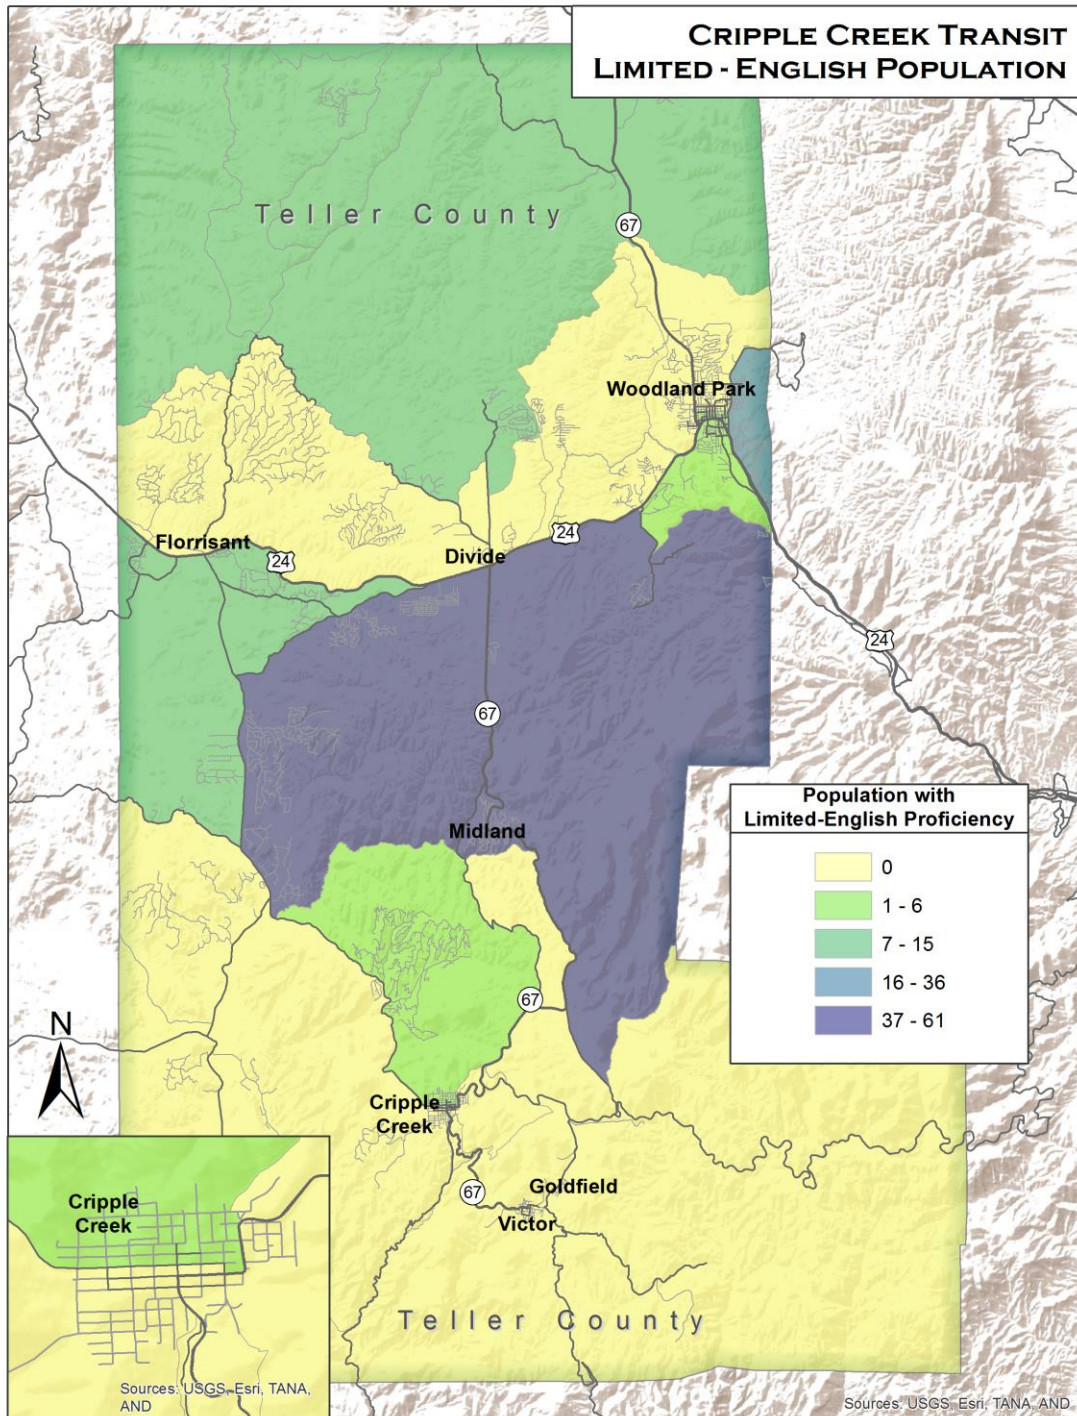 CRIPPLE CREEK TRANSIT
LIMITED - ENGLISH POPULATION
Teller County
67
Woodland Park
Florrisant
24
Divide
24
24
67
Population with
Limited-English Proficiency
0
1 - 6
7 - 15
16 - 36
37 - 61
Midland
67
N
Cripple
Creek
Goldfield
67
Victor
Cripple
Creek
Teller County
Sources: USGS, Esri, TANA,
AND
Sources: USGS, Esri, TANA, AND